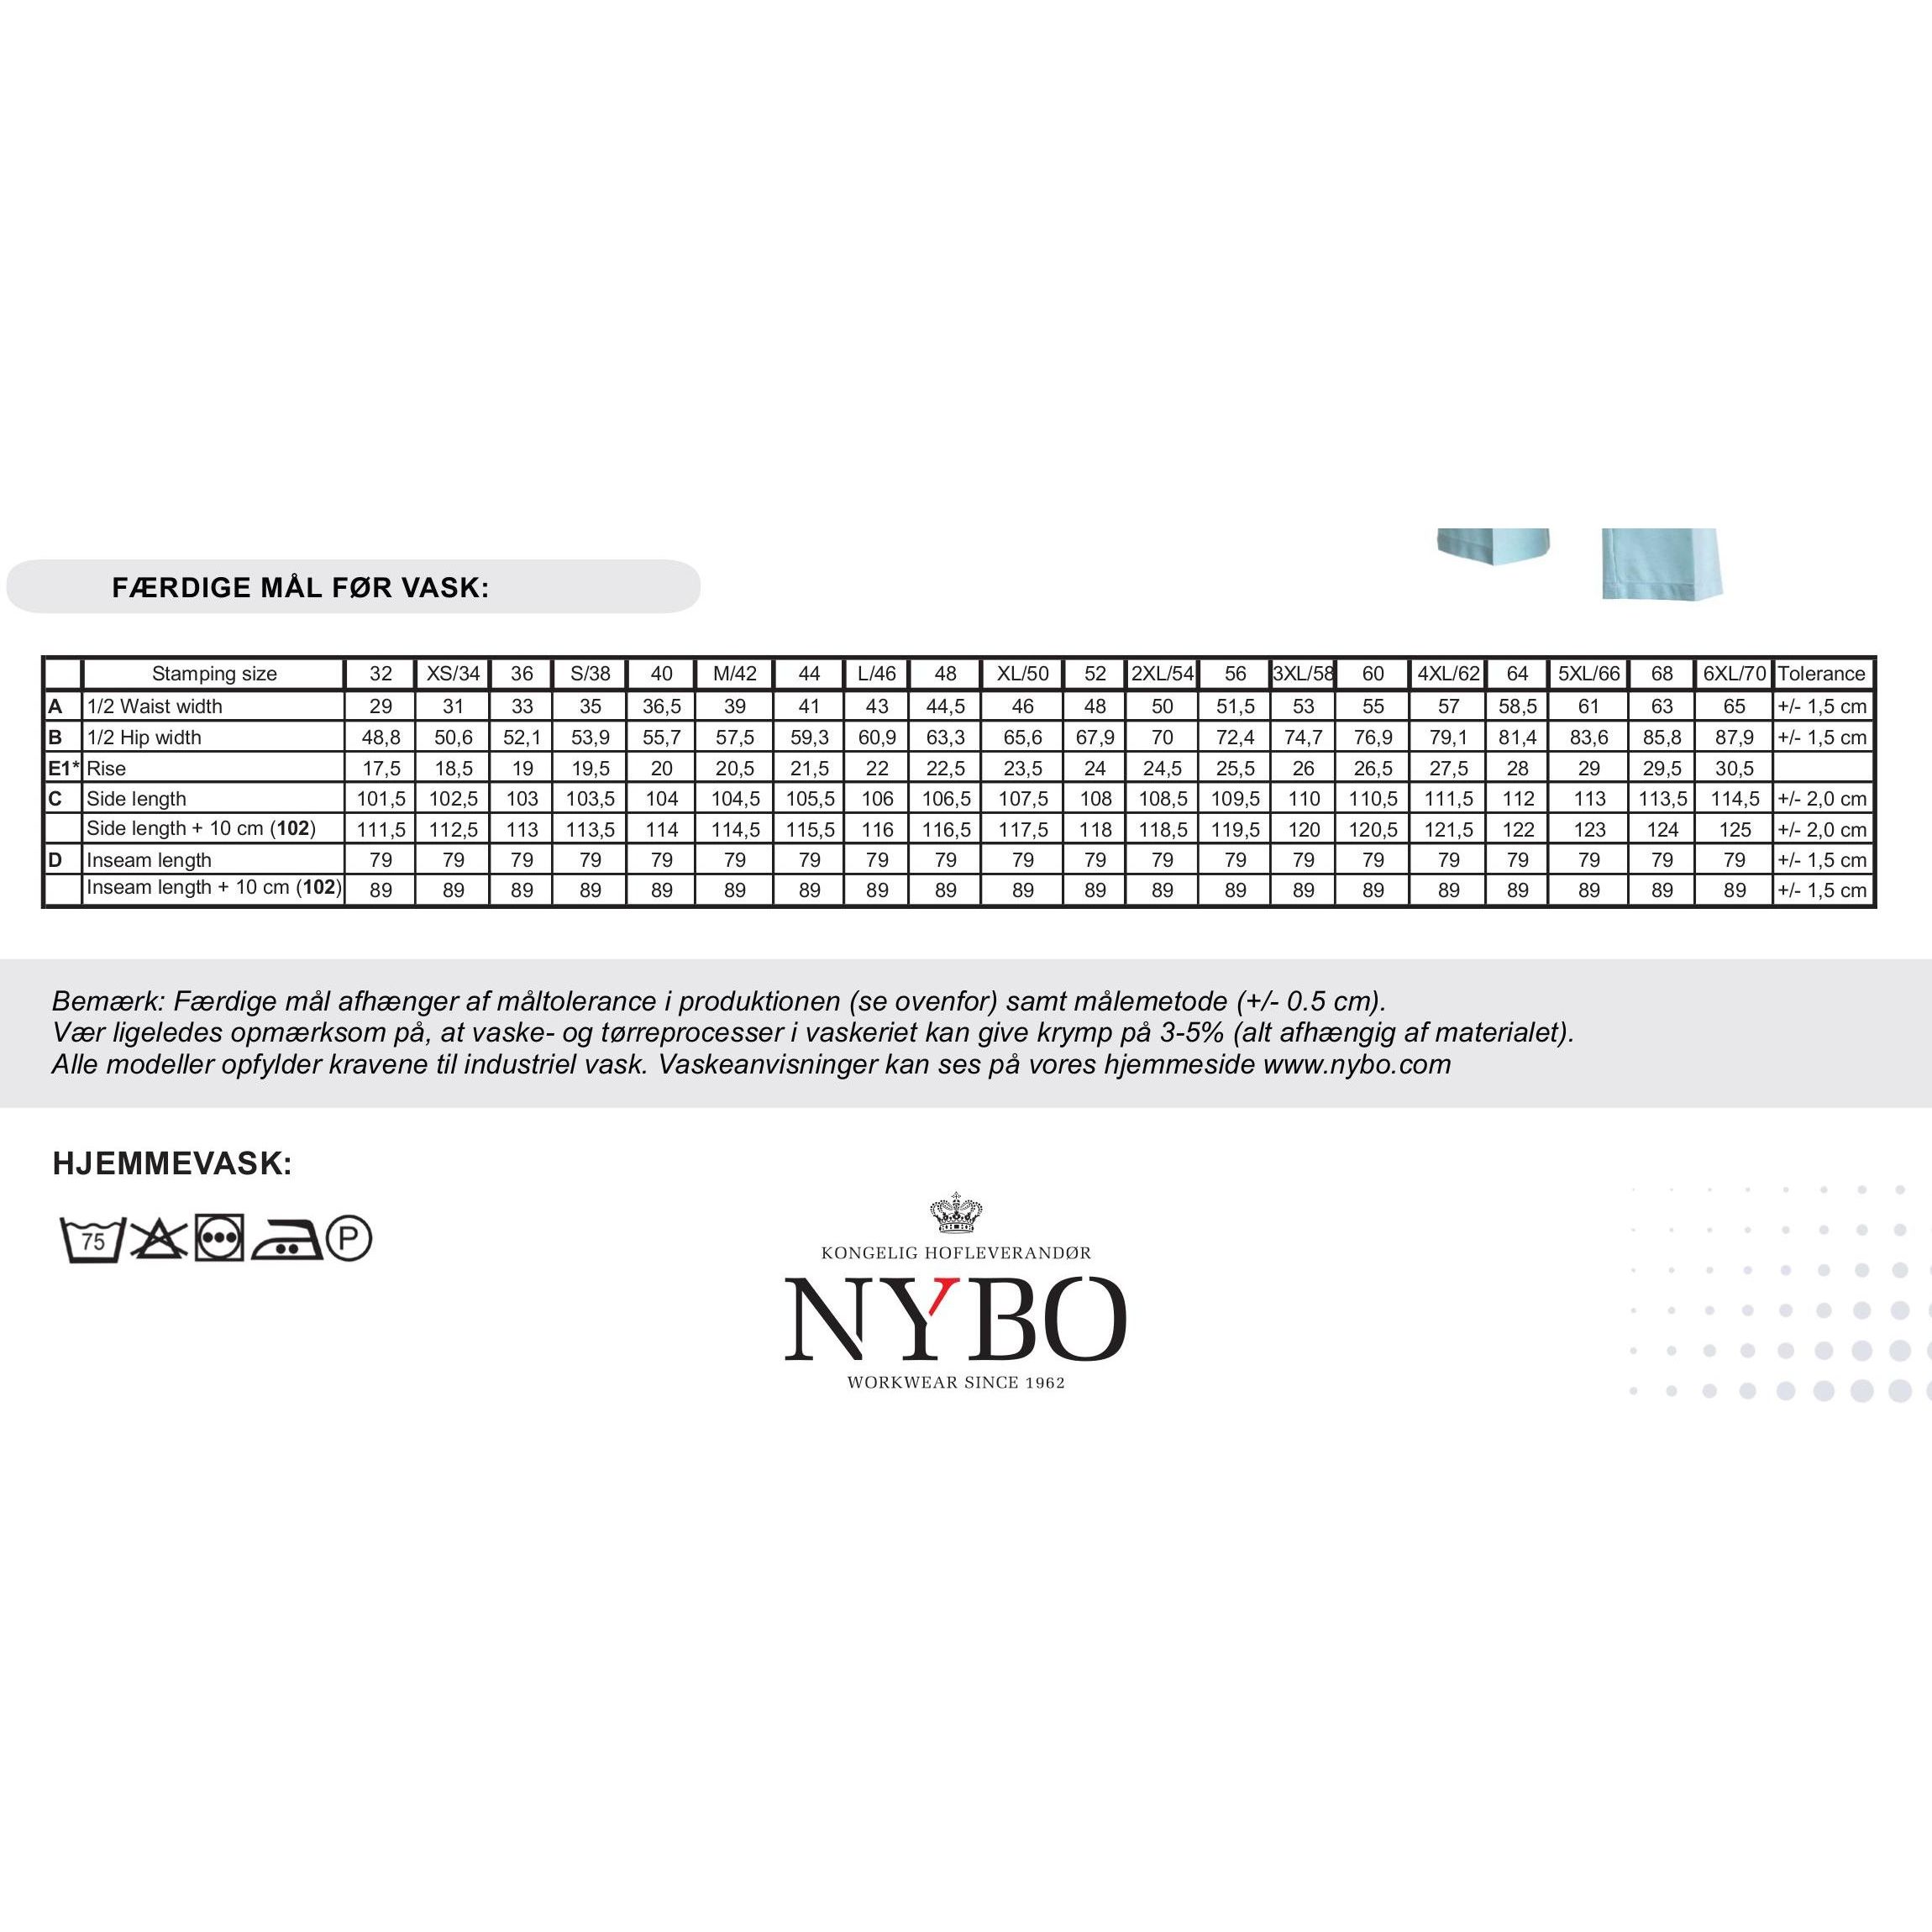 FÆRDIGE MÅL FØR VASK:
Stamping size 32 XS/34 36 S/38 40 M/42 44 L/46 48 XL/50 52 2XL/54 56 3XL/58 60 4XL/62 64 5XL/66 68 6XL/70 Tolerance
A 1/2 Waist width 29 31 33 35 36,5 39 41 43 44,5 46 48 50 51,5 53 55 57 58,5 61 63 65 +/- 1,5 cm
B 1/2 Hip width 48,8 50,6 52,1 53,9 55,7 57,5 59,3 60,9 63,3 65,6 67,9 70 72,4 74,7 76,9 79,1 81,4 83,6 85,8 87,9 +/- 1,5 cm
E1* Rise 17,5 18,5 19 19,5 20 20,5 21,5 22 22,5 23,5 24 24,5 25,5 26 26,5 27,5 28 29 29,5 30,5
C Side length 101,5 102,5 103 103,5 104 104,5 105,5 106 106,5 107,5 108 108,5 109,5 110 110,5 111,5 112 113 113,5 114,5 +/- 2,0 cm
Side length + 10 cm (102) 111,5 112,5 113 113,5 114 114,5 115,5 116 116,5 117,5 118 118,5 119,5 120 120,5 121,5 122 123 124 125 +/- 2,0 cm
D Inseam length 79 79 79 79 79 79 79 79 79 79 79 79 79 79 79 79 79 79 79 79 +/- 1,5 cm
Inseam length + 10 cm (102) 89 89 89 89 89 89 89 89 89 89 89 89 89 89 89 89 89 89 89 89 +/- 1,5 cm
Bemærk: Færdige mål afhænger af måltolerance i produktionen (se ovenfor) samt målemetode (+/- 0.5 cm).
Vær ligeledes opmærksom på, at vaske- og tørreprocesser i vaskeriet kan give krymp på 3-5% (alt afhængig af materialet).
Alle modeller opfylder kravene til industriel vask. Vaskeanvisninger kan ses på vores hjemmeside www.nybo.com
HJEMMEVASK:
75 P
KONGELIG HOFLEVERANDØR
NYBO
WORKWEAR SINCE 1962